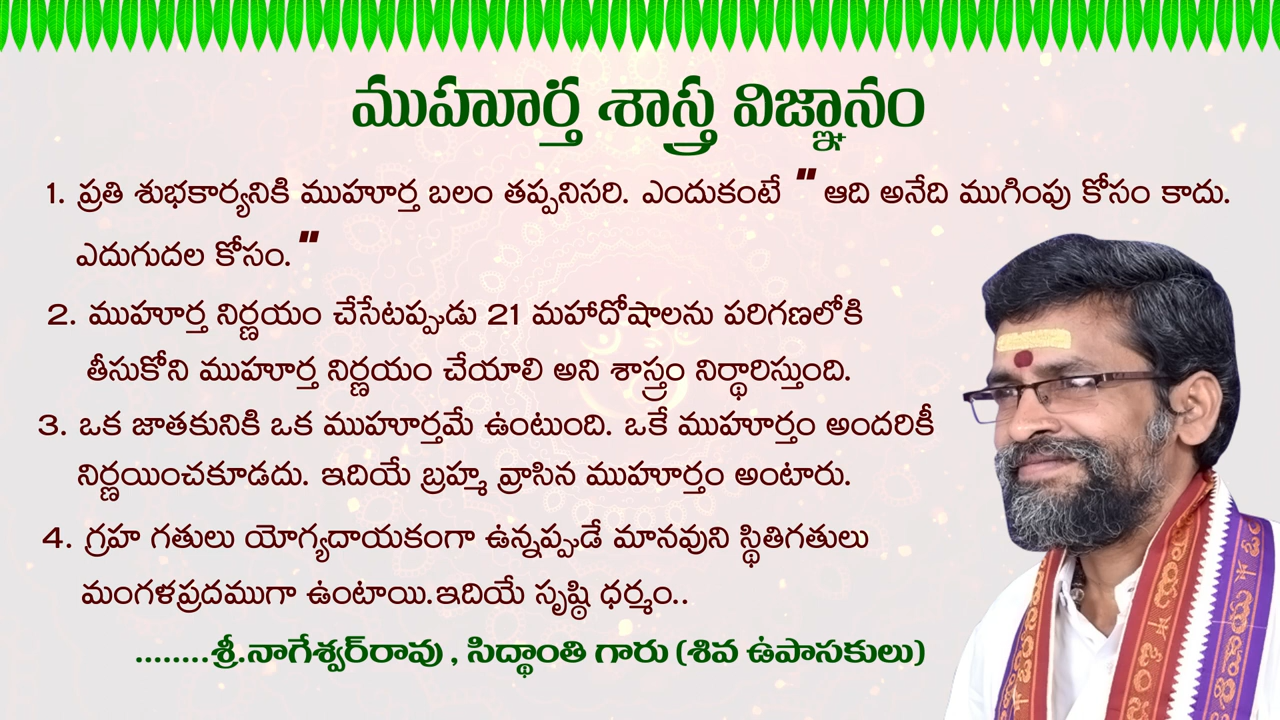 ముహూర్త శాస్త్ర విజ్ఞానం
1. ప్రతి శుభకార్యనికి ముహూర్త బలం తప్పనిసరి. ఎందుకంటే " ఆది అనేది ముగింపు కోసం కాదు.
ఎదుగుదల కోసం."
2. ముహూర్త నిర్ణయం చేసేటప్పుడు 21 మహాదోషాలను పరిగణలోకి
తీసుకోని ముహూర్త నిర్ణయం చేయాలి అని శాస్త్రం నిర్థారిస్తుంది.
3. ఒక జాతకునికి ఒక ముహూర్తమే ఉంటుంది. ఒకే ముహూర్తం అందరికీ
నిర్ణయించకూడదు. ఇదియే బ్రహ్మ వ్రాసిన ముహూర్తం అంటారు.
4. గ్రహ గతులు యోగ్యదాయకంగా ఉన్నప్పుడే మానవుని స్థితిగతులు
మంగళప్రదముగా ఉంటాయి.ఇదియే సృష్ఠి ధర్మం..
........శ్రీ.నాగేశ్వర్‌రావు , సిద్ధాంతి గారు (శివ ఉపాసకులు)